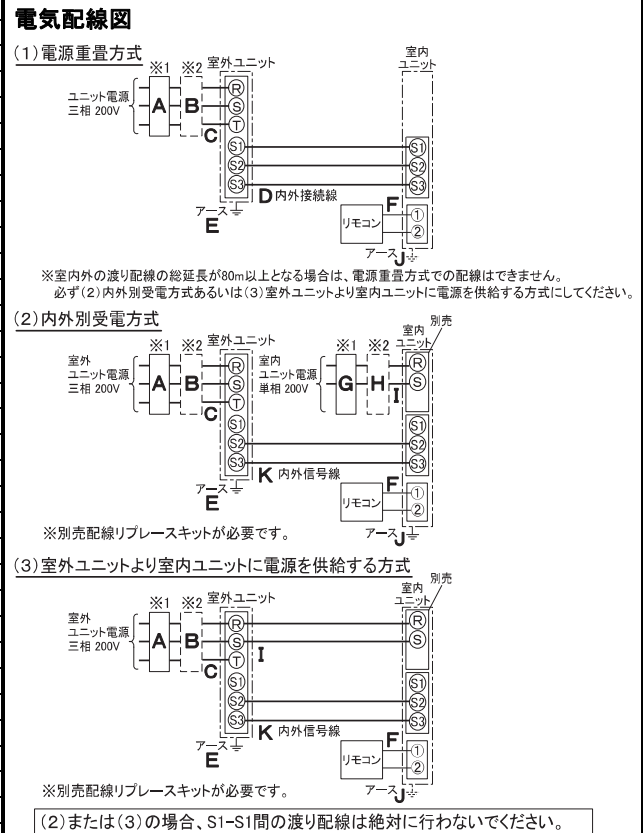 電気配線図
(1)電源重畳方式
※1 ※2 室外ユニット
室内
ユニット
ユニット電源
三相 200V
A B
R
S
T
C
S1 S1
S2 S2
S3 S3
D 内外接続線
アース
E
リモコン
F
①
②
アース J
※室内外の渡り配線の総延長が80m以上となる場合は、電源重畳方式での配線はできません。
必ず(2)内外別受電方式あるいは(3)室外ユニットより室内ユニットに電源を供給する方式にしてください。
(2)内外別受電方式
※1 ※2 室外ユニット
※1 ※2
室内
ユニット
別売
室外
ユニット電源
三相 200V
A B
R
S
T
C
室内
ユニット電源
単相 200V
G H
I
R
S
S1 S1
S2 S2
S3 S3
K 内外信号線
アース
E
リモコン
F
①
②
アース J
※別売配線リプレースキットが必要です。
(3)室外ユニットより室内ユニットに電源を供給する方式
※1 ※2 室外ユニット
室内
ユニット
別売
室外
ユニット電源
三相 200V
A B
R R
S S
T
I
C
S1 S1
S2 S2
S3 S3
K 内外信号線
アース
E
リモコン
F
①
②
アース J
※別売配線リプレースキットが必要です。
(2)または(3)の場合、S1-S1間の渡り配線は絶対に行わないでください。